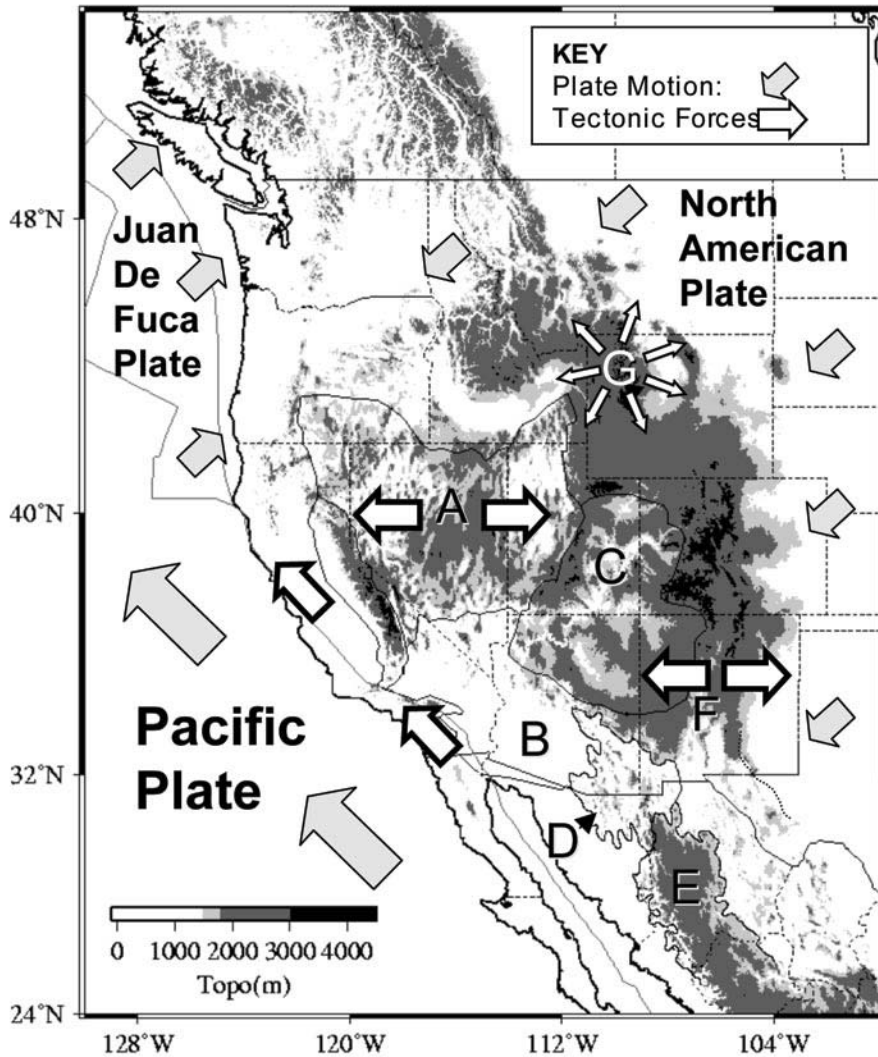 KEY
Plate Motion:
Tectonic Forces
48°N
Juan
De
Fuca
Plate
North
American
Plate
G
A
40°N
C
F
Pacific
Plate
B
32°N
D
E
0 1000 2000 3000 4000
Topo(m)
24°N
128°W 120°W 112°W 104°W